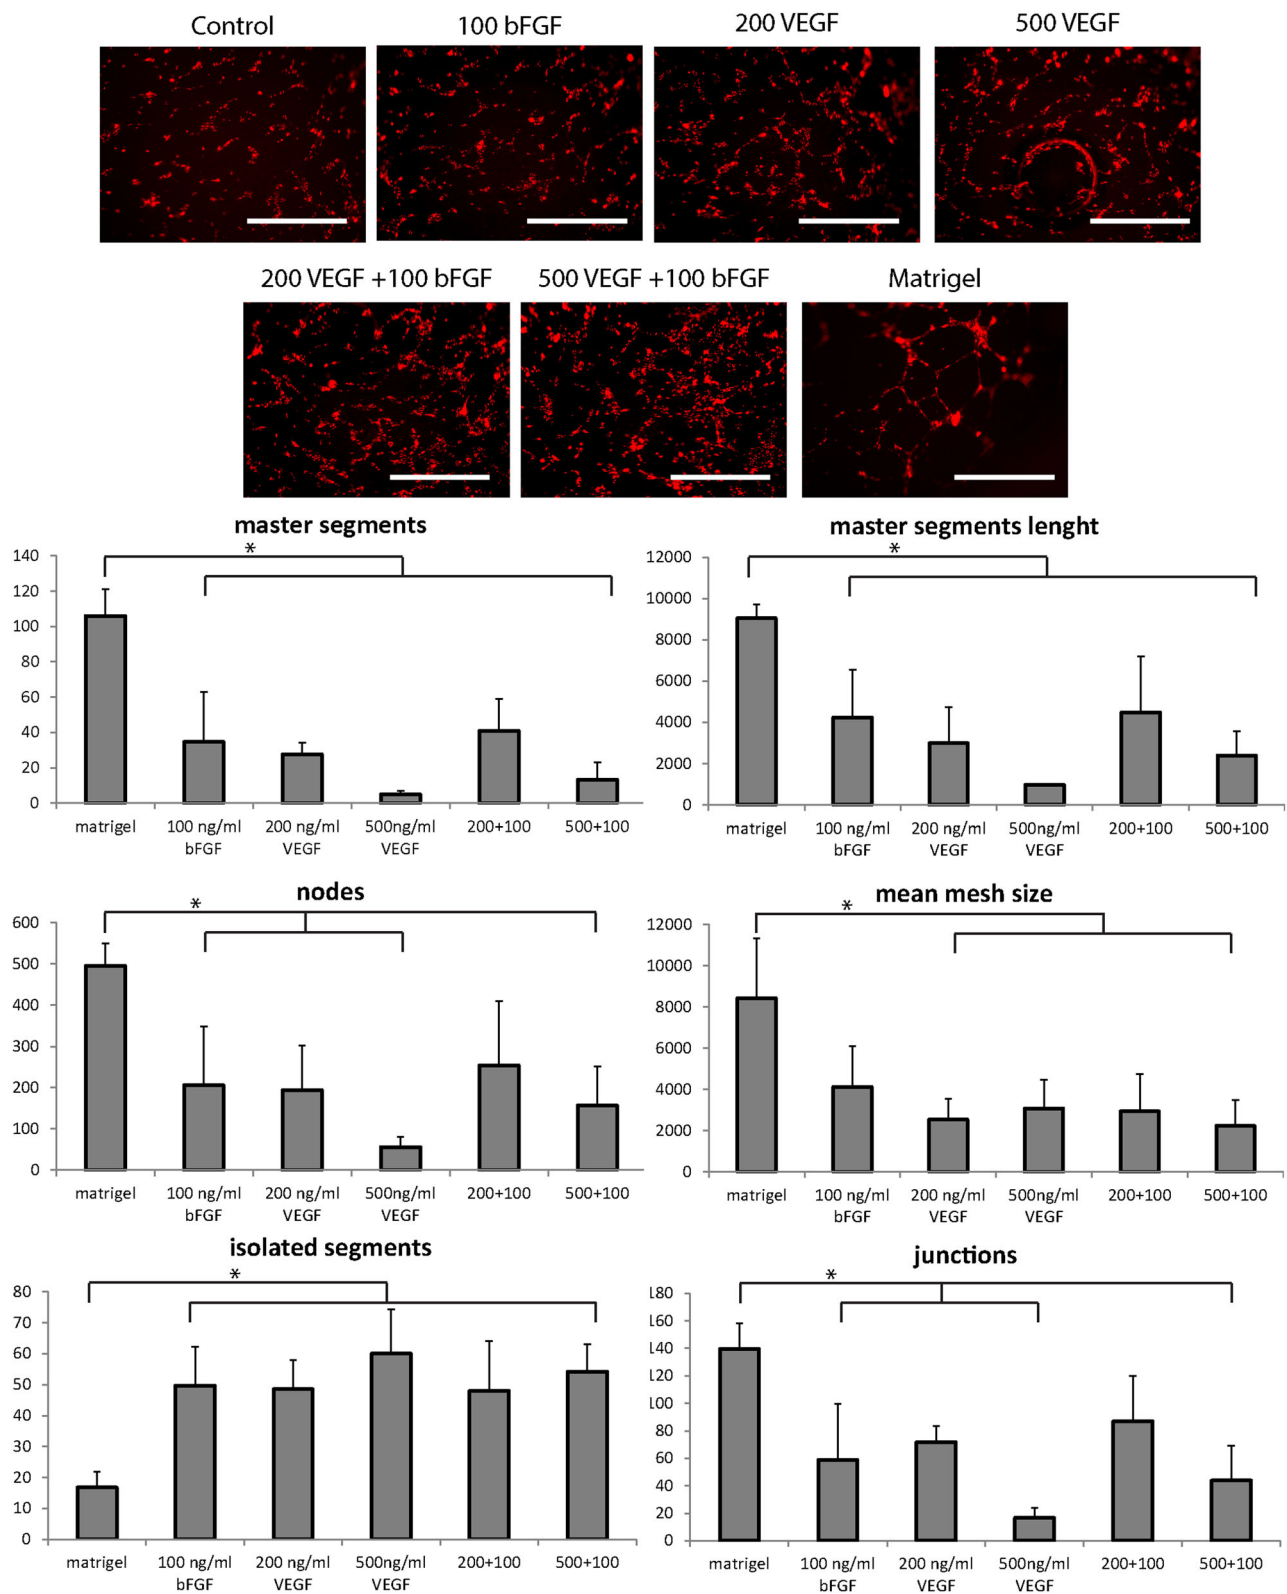 Control 100 bFGF 200 VEGF 500 VEGF
200 VEGF +100 bFGF 500 VEGF +100 bFGF Matrigel
master segments
*
140
120
100
80
60
40
20
0
matrigel 100 ng/ml 200 ng/ml 500ng/ml 200+100 500+100
bFGF VEGF VEGF
master segments lenght
*
12000
10000
8000
6000
4000
2000
0
matrigel 100 ng/ml 200 ng/ml 500ng/ml 200+100 500+100
bFGF VEGF VEGF
nodes
*
600
500
400
300
200
100
0
matrigel 100 ng/ml 200 ng/ml 500ng/ml 200+100 500+100
bFGF VEGF VEGF
mean mesh size
*
12000
10000
8000
6000
4000
2000
0
matrigel 100 ng/ml 200 ng/ml 500ng/ml 200+100 500+100
bFGF VEGF VEGF
isolated segments
*
80
70
60
50
40
30
20
10
0
matrigel 100 ng/ml 200 ng/ml 500ng/ml 200+100 500+100
bFGF VEGF VEGF
junctions
*
180
160
140
120
100
80
60
40
20
0
matrigel 100 ng/ml 200 ng/ml 500ng/ml 200+100 500+100
bFGF VEGF VEGF